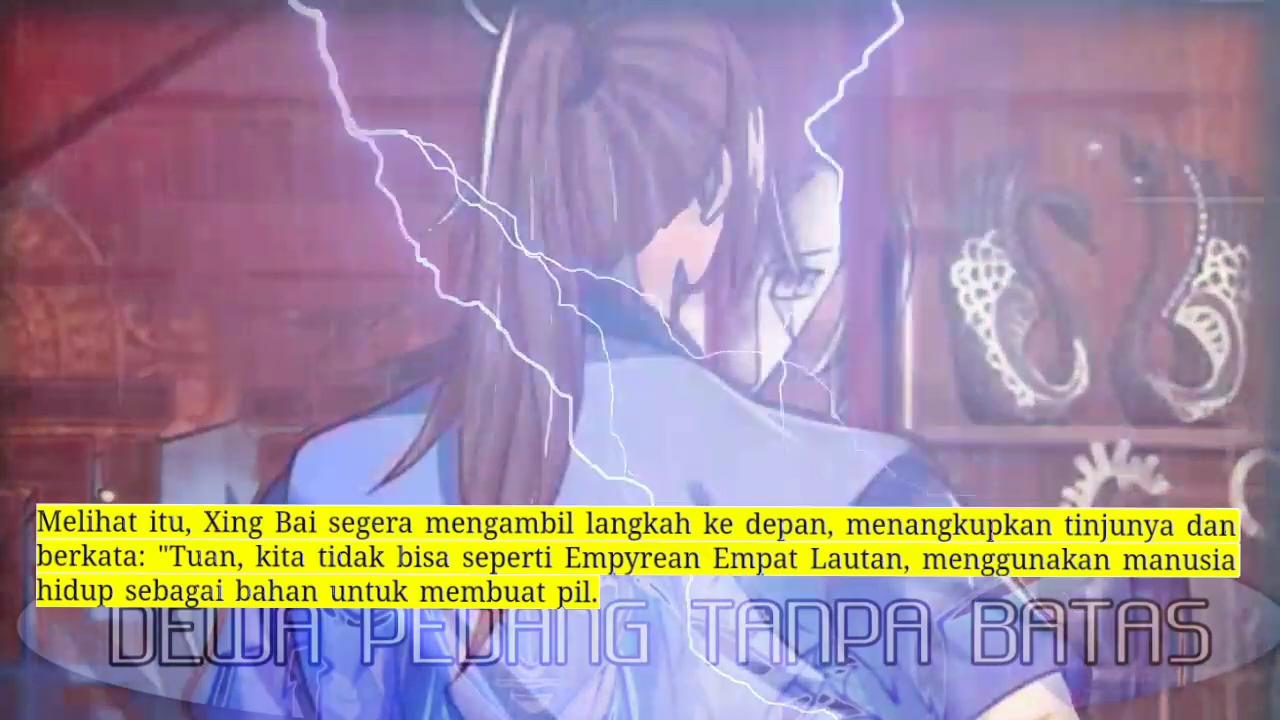 Melihat itu, Xing Bai segera mengambil langkah ke depan, menangkupkan tinjunya dan
berkata: "Tuan, kita tidak bisa seperti Empyrean Empat Lautan, menggunakan manusia
hidup sebagai bahan untuk membuat pil.
DEWA PEDANG TANPA BATAS